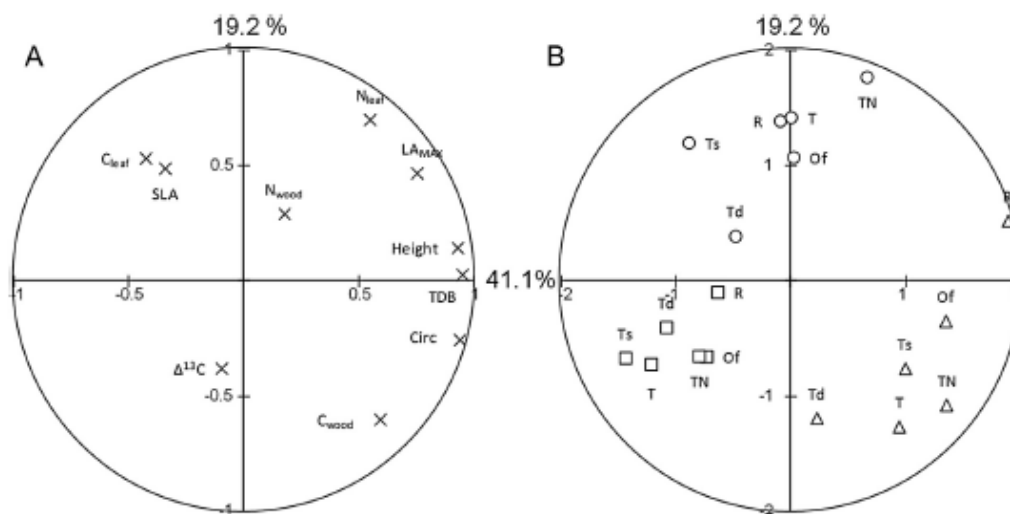 19.2 %
A
1
N_leaf
C_leaf
LA_MAX
0.5
SLA
N_wood
Height
-1
-0.5
0.5
1
41.1%
TDB
Circ
Δ¹³C
-0.5
C_wood
-1
19.2 %
B
2
TN
R
T
Ts
1
Of
Td
R
-2
-1
1
R
Td
Of
Ts
Ts
Of
TN
T
TN
-1
Td
T
-2